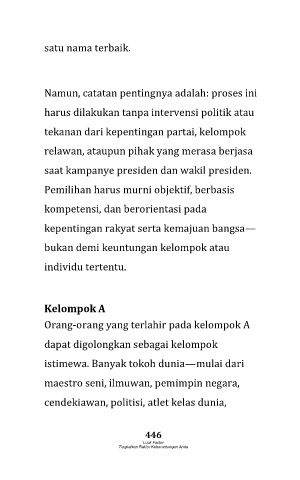 satu nama terbaik.
Namun, catatan pentingnya adalah: proses ini
harus dilakukan tanpa intervensi politik atau
tekanan dari kepentingan partai, kelompok
relawan, ataupun pihak yang merasa berjasa
saat kampanye presiden dan wakil presiden.
Pemilihan harus murni objektif, berbasis
kompetensi, dan berorientasi pada
kepentingan rakyat serta kemajuan bangsa—
bukan demi keuntungan kelompok atau
individu tertentu.
Kelompok A
Orang-orang yang terlahir pada kelompok A
dapat digolongkan sebagai kelompok
istimewa. Banyak tokoh dunia—mulai dari
maestro seni, ilmuwan, pemimpin negara,
cendekiawan, politisi, atlet kelas dunia,
446
Tingkatkan Faktor Keberuntungan Anda